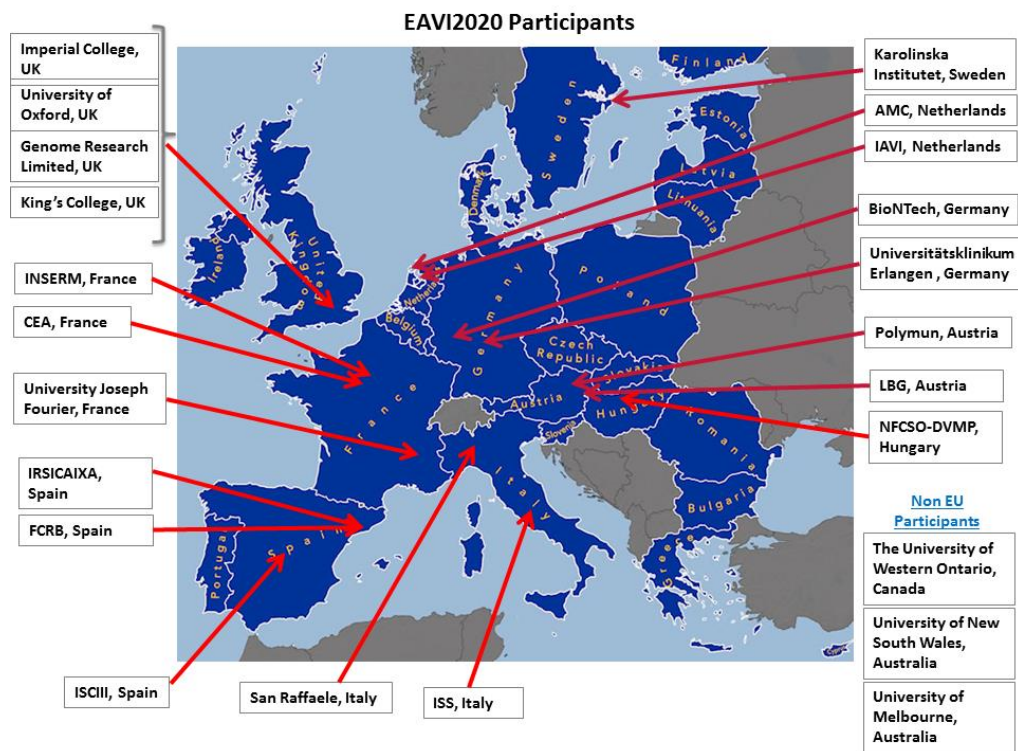 EAVI2020 Participants
Imperial College,
UK
University of
Oxford, UK
Genome Research
Limited, UK
King's College, UK
INSERM, France
CEA, France
University Joseph
Fourier, France
IRSICAIXA,
Spain
FCRB, Spain
ISCIII, Spain
San Raffaele, Italy
ISS, Italy
Karolinska
Institutet, Sweden
AMC, Netherlands
IAVI, Netherlands
BioNTech, Germany
Universitätsklinikum
Erlangen , Germany
Polymun, Austria
LBG, Austria
NFCSO-DVMP,
Hungary
Non EU
Participants
The University of
Western Ontario,
Canada
University of New
South Wales,
Australia
University of
Melbourne,
Australia
Finland
Sweden
Estonia
Latvia
Lithuania
Denmark
Ireland
United
Kingdom
Belgium
Germany
Poland
Czech
Republic
Slovakia
Austria
Hungary
Slovenia
Romania
Bulgaria
Greece
Italy
France
Spain
Portugal
Cyprus